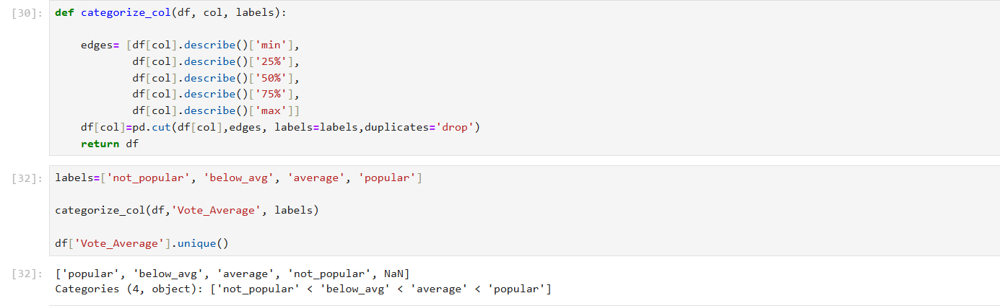 [30]: def categorize_col(df, col, labels):
edges= [df[col].describe()['min'],
df[col].describe()['25%'],
df[col].describe()['50%'],
df[col].describe()['75%'],
df[col].describe()['max']]
df[col]=pd.cut(df[col],edges, labels=labels,duplicates='drop')
return df
[32]: labels=['not_popular', 'below_avg', 'average', 'popular']
categorize_col(df,'Vote_Average', labels)
df['Vote_Average'].unique()
[32]: ['popular', 'below_avg', 'average', 'not_popular', NaN]
Categories (4, object): ['not_popular' < 'below_avg' < 'average' < 'popular']